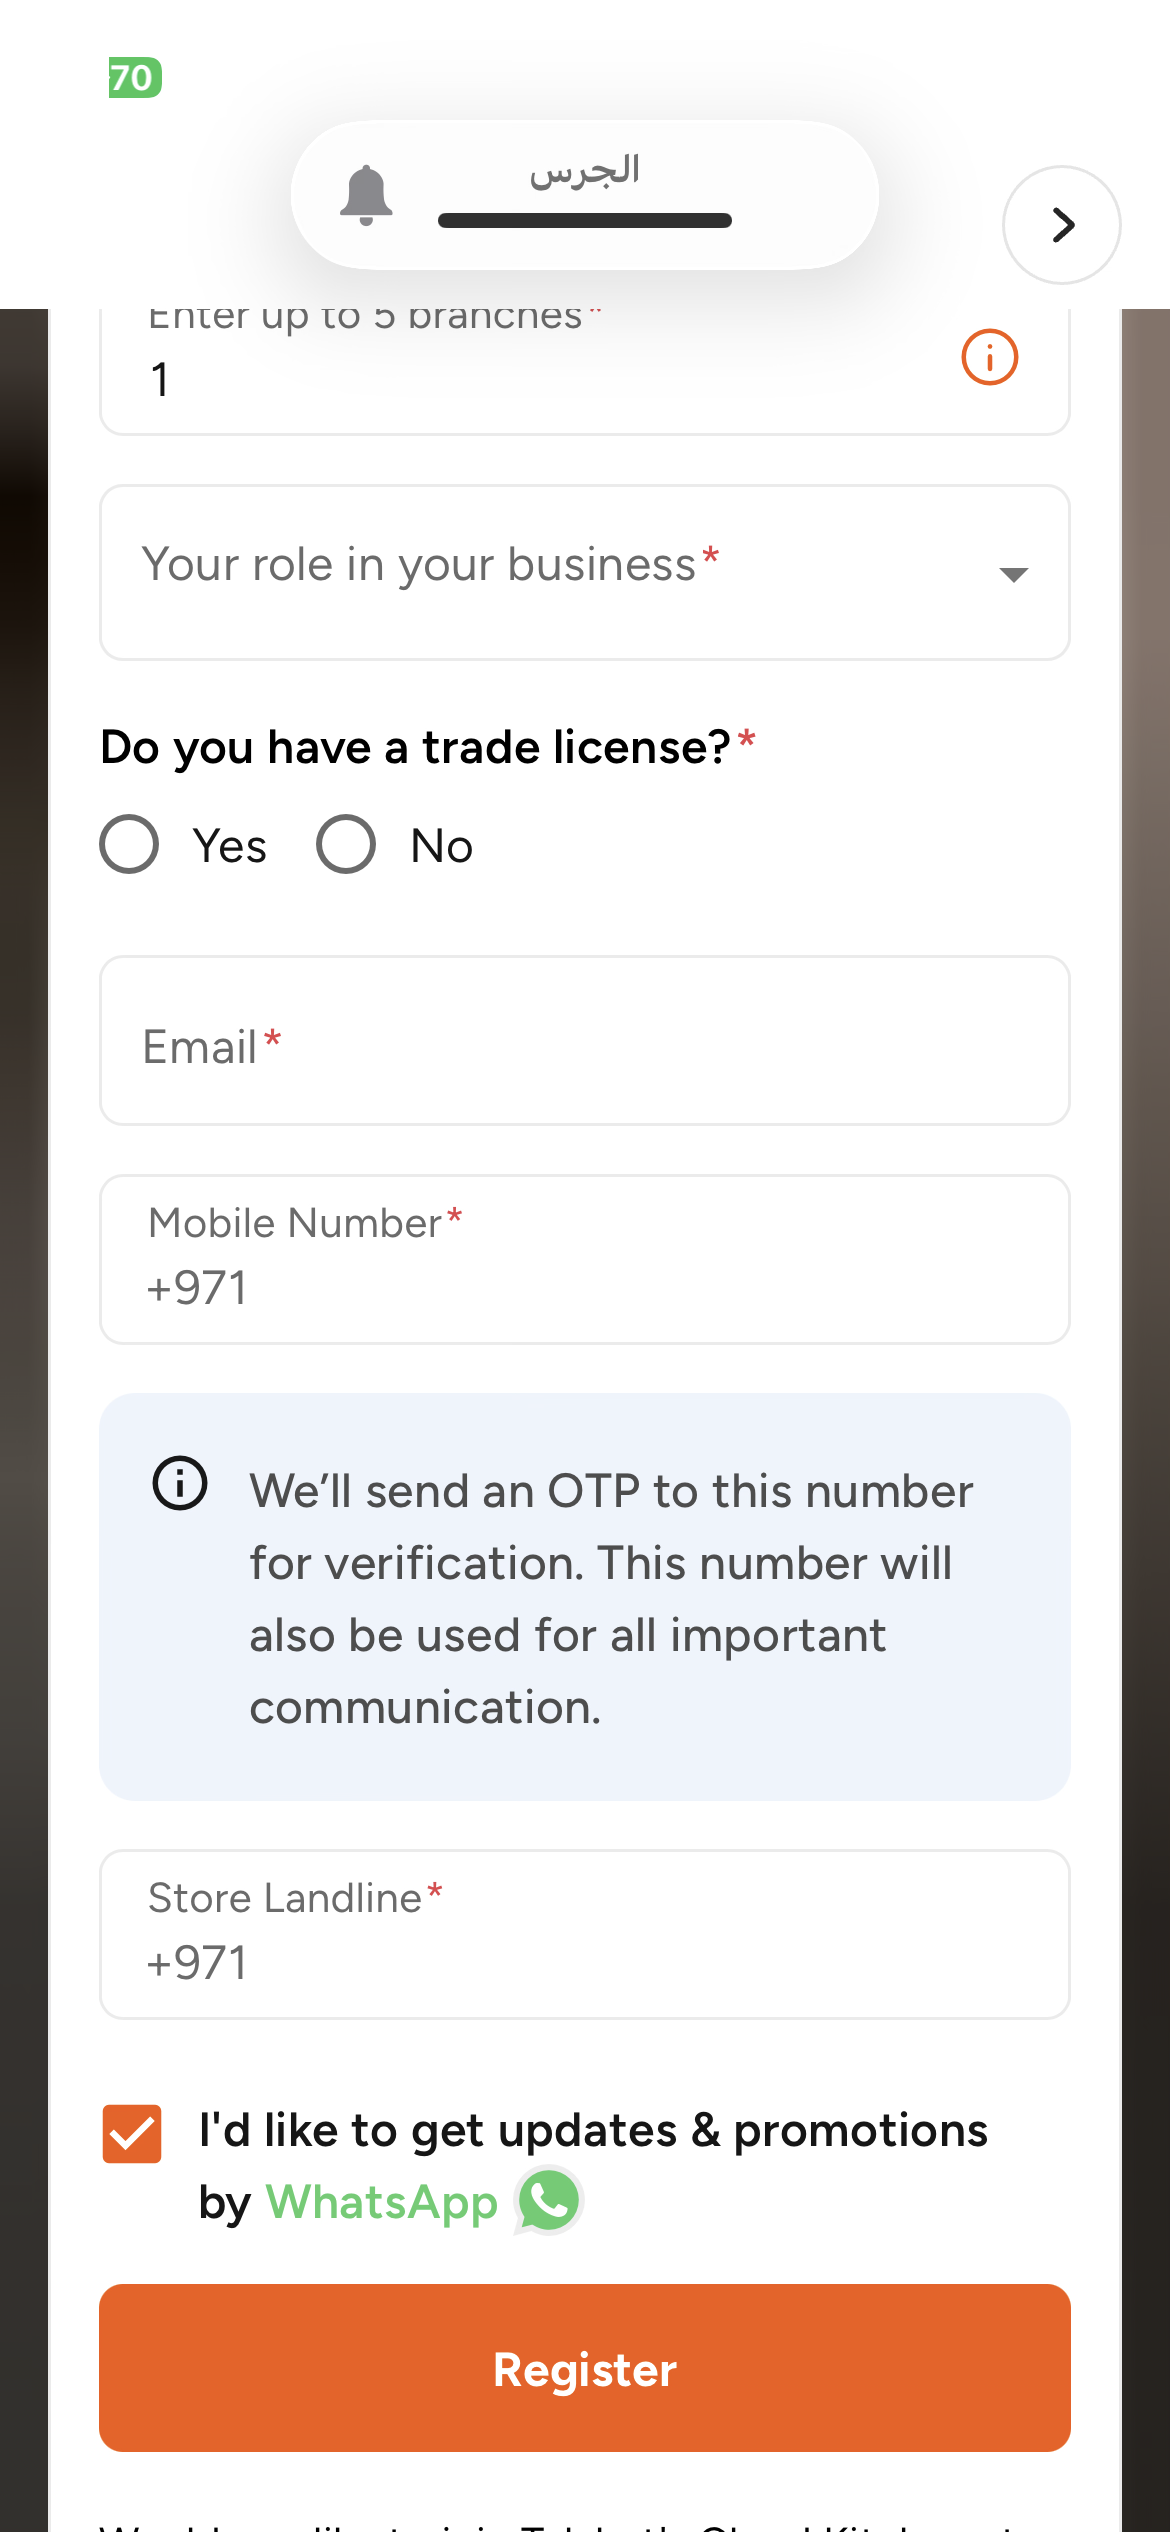 70
الجرس
Enter up to 5 branches*
1
Your role in your business*
Do you have a trade license?*
Yes No
Email*
Mobile Number*
+971
We’ll send an OTP to this number
for verification. This number will
also be used for all important
communication.
Store Landline*
+971
I'd like to get updates & promotions
by WhatsApp
Register